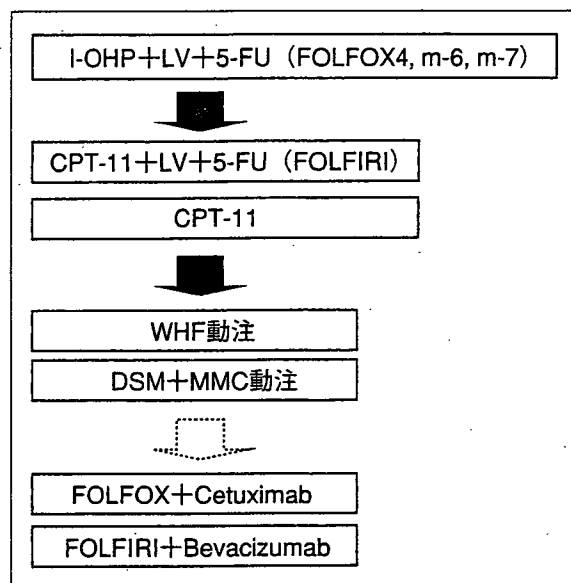 l-OHP＋LV＋5-FU（FOLFOX4, m-6, m-7）
CPT-11＋LV＋5-FU（FOLFIRI）
CPT-11
WHF動注
DSM＋MMC動注
FOLFOX＋Cetuximab
FOLFIRI＋Bevacizumab